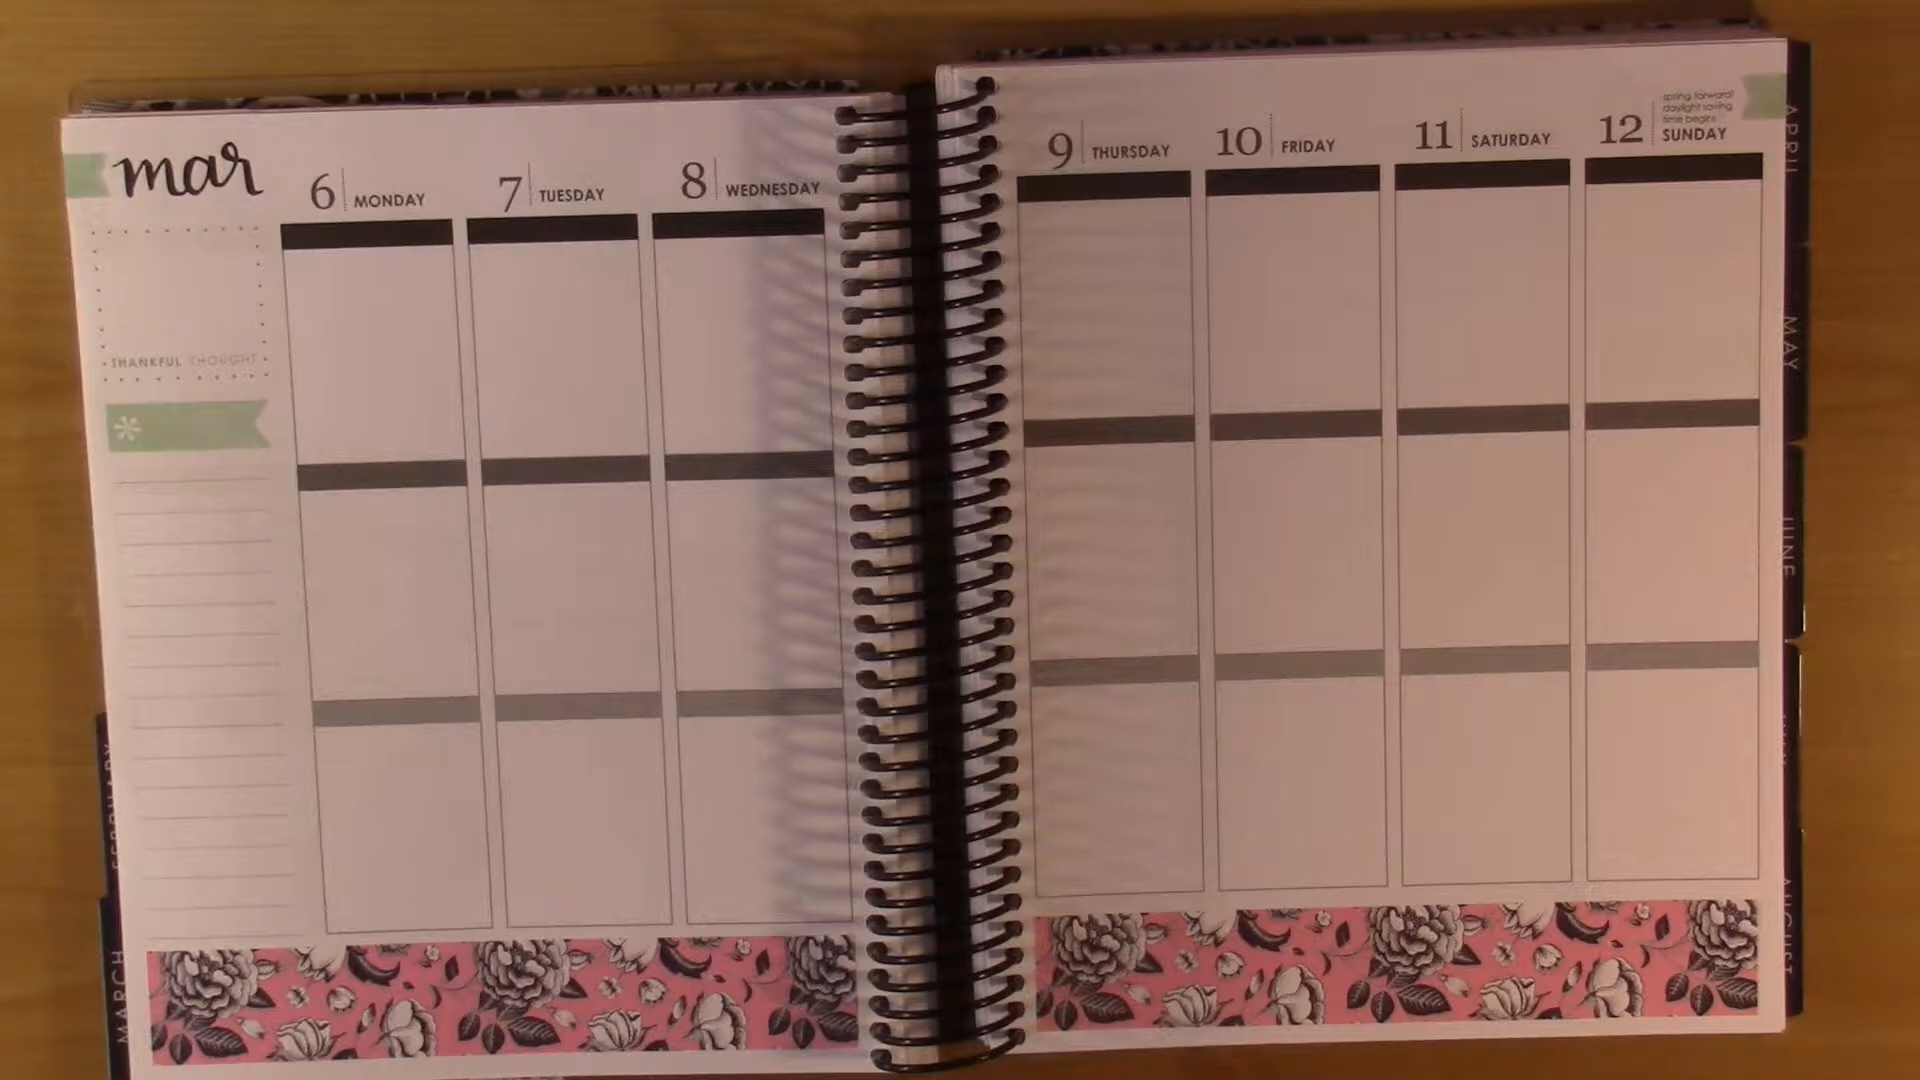 mar
6 MONDAY
7 TUESDAY
8 WEDNESDAY
9 THURSDAY
10 FRIDAY
11 SATURDAY
12 SUNDAY
spring forward!
daylight saving
time begins
THANKFUL THOUGHT
FEBRUARY
MARCH
APRIL
MAY
JUNE
AUGUST